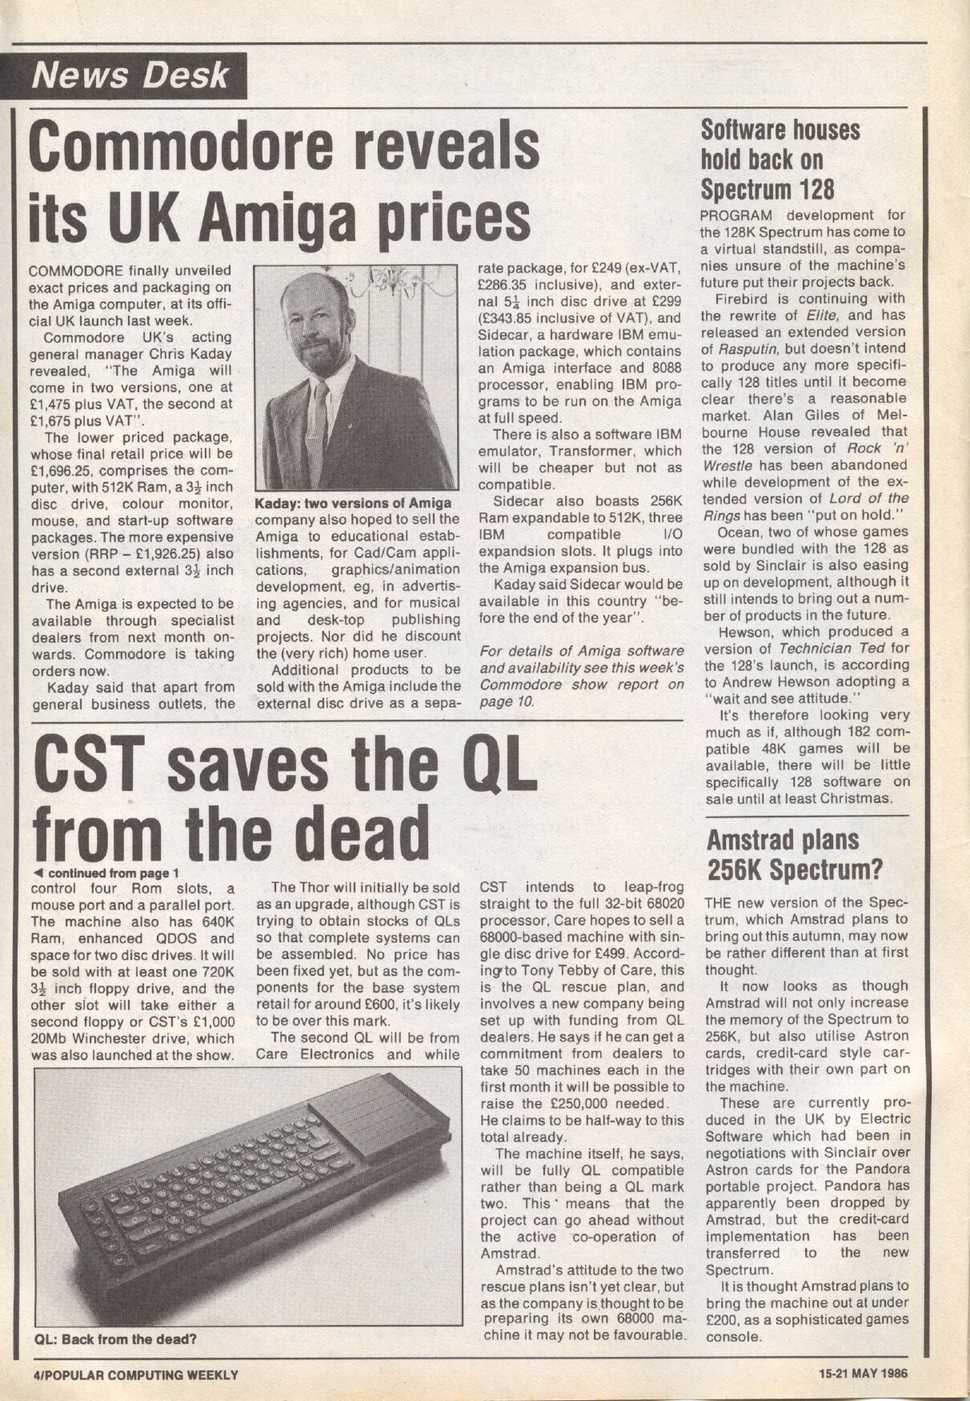 News Desk
Commodore reveals
its UK Amiga prices
COMMODORE finally unveiled
exact prices and packaging on
the Amiga computer, at its offi-
cial UK launch last week.
Commodore UK's acting
general manager Chris Kaday
revealed, "The Amiga will
come in two versions, one at
£1,475 plus VAT, the second at
£1,675 plus VAT".
The lower priced package,
whose final retail price will be
£1,696.25, comprises the com-
puter, with 512K Ram, a 3½ inch
disc drive, colour monitor,
mouse, and start-up software
packages. The more expensive
version (RRP – £1,926.25) also
has a second external 3½ inch
drive.
The Amiga is expected to be
available through specialist
dealers from next month on-
wards. Commodore is taking
orders now.
Kaday said that apart from
general business outlets, the
Kaday: two versions of Amiga
company also hoped to sell the
Amiga to educational estab-
lishments, for Cad/Cam appli-
cations, graphics/animation
development, eg, in advertis-
ing agencies, and for musical
and desk-top publishing
projects. Nor did he discount
the (very rich) home user.
Additional products to be
sold with the Amiga include the
external disc drive as a sepa-
rate package, for £249 (ex-VAT,
£286.35 inclusive), and exter-
nal 5¼ inch disc drive at £299
(£343.85 inclusive of VAT), and
Sidecar, a hardware IBM emu-
lation package, which contains
an Amiga interface and 8088
processor, enabling IBM pro-
grams to be run on the Amiga
at full speed.
There is also a software IBM
emulator, Transformer, which
will be cheaper but not as
compatible.
Sidecar also boasts 256K
Ram expandable to 512K, three
IBM compatible I/O
expandsion slots. It plugs into
the Amiga expansion bus.
Kaday said Sidecar would be
available in this country "be-
fore the end of the year".
For details of Amiga software
and availability see this week's
Commodore show report on
page 10.
CST saves the QL
from the dead
◄ continued from page 1
control four Rom slots, a
mouse port and a parallel port.
The machine also has 640K
Ram, enhanced QDOS and
space for two disc drives. It will
be sold with at least one 720K
3½ inch floppy drive, and the
other slot will take either a
second floppy or CST's £1,000
20Mb Winchester drive, which
was also launched at the show.
The Thor will initially be sold
as an upgrade, although CST is
trying to obtain stocks of QLs
so that complete systems can
be assembled. No price has
been fixed yet, but as the com-
ponents for the base system
retail for around £600, it's likely
to be over this mark.
The second QL will be from
Care Electronics and while
QL: Back from the dead?
CST intends to leap-frog
straight to the full 32-bit 68020
processor, Care hopes to sell a
68000-based machine with sin-
gle disc drive for £499. Accord-
ing to Tony Tebby of Care, this
is the QL rescue plan, and
involves a new company being
set up with funding from QL
dealers. He says if he can get a
commitment from dealers to
take 50 machines each in the
first month it will be possible to
raise the £250,000 needed.
He claims to be half-way to this
total already.
The machine itself, he says,
will be fully QL compatible
rather than being a QL mark
two. This means that the
project can go ahead without
the active co-operation of
Amstrad.
Amstrad's attitude to the two
rescue plans isn't yet clear, but
as the company is thought to be
preparing its own 68000 ma-
chine it may not be favourable.
Software houses
hold back on
Spectrum 128
PROGRAM development for
the 128K Spectrum has come to
a virtual standstill, as compa-
nies unsure of the machine's
future put their projects back.
Firebird is continuing with
the rewrite of Elite, and has
released an extended version
of Rasputin, but doesn't intend
to produce any more specifi-
cally 128 titles until it become
clear there's a reasonable
market. Alan Giles of Mel-
bourne House revealed that
the 128 version of Rock 'n'
Wrestle has been abandoned
while development of the ex-
tended version of Lord of the
Rings has been "put on hold."
Ocean, two of whose games
were bundled with the 128 as
sold by Sinclair is also easing
up on development, although it
still intends to bring out a num-
ber of products in the future.
Hewson, which produced a
version of Technician Ted for
the 128's launch, is according
to Andrew Hewson adopting a
"wait and see attitude."
It's therefore looking very
much as if, although 182 com-
patible 48K games will be
available, there will be little
specifically 128 software on
sale until at least Christmas.
Amstrad plans
256K Spectrum?
THE new version of the Spec-
trum, which Amstrad plans to
bring out this autumn, may now
be rather different than at first
thought.
It now looks as though
Amstrad will not only increase
the memory of the Spectrum to
256K, but also utilise Astron
cards, credit-card style car-
tridges with their own part on
the machine.
These are currently pro-
duced in the UK by Electric
Software which had been in
negotiations with Sinclair over
Astron cards for the Pandora
portable project. Pandora has
apparently been dropped by
Amstrad, but the credit-card
implementation has been
transferred to the new
Spectrum.
It is thought Amstrad plans to
bring the machine out at under
£200, as a sophisticated games
console.
4/POPULAR COMPUTING WEEKLY
15-21 MAY 1986